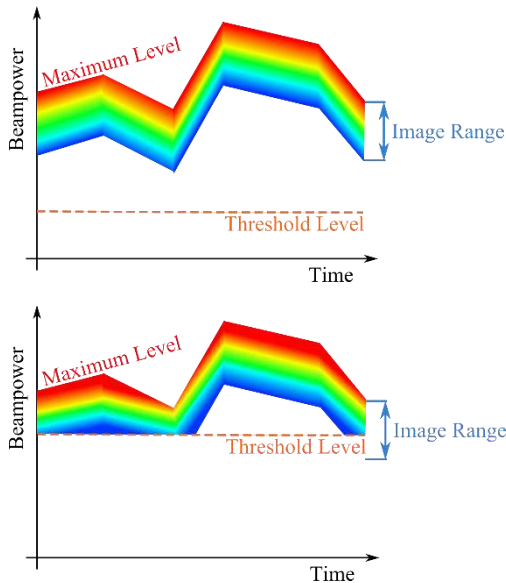 Maximum Level
Beampower
Image Range
Threshold Level
Time
Maximum Level
Beampower
Image Range
Threshold Level
Time